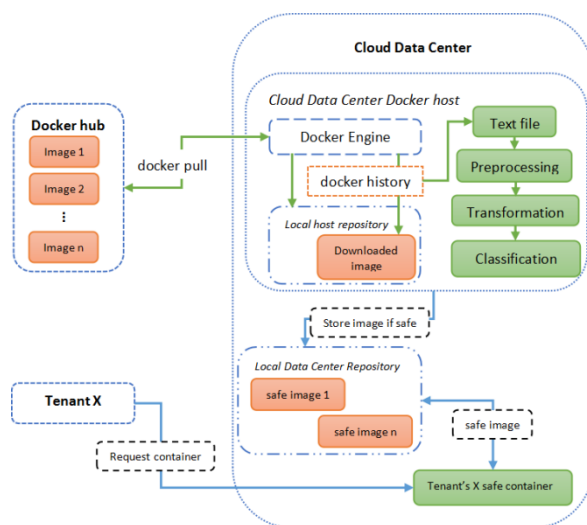 Cloud Data Center
Cloud Data Center Docker host
Docker hub
Image 1
Image 2
⋮
Image n
docker pull
Docker Engine
docker history
Local host repository
Downloaded
image
Text file
Preprocessing
Transformation
Classification
Store image if safe
Local Data Center Repository
safe image 1
safe image n
Tenant X
Request container
safe image
Tenant's X safe container